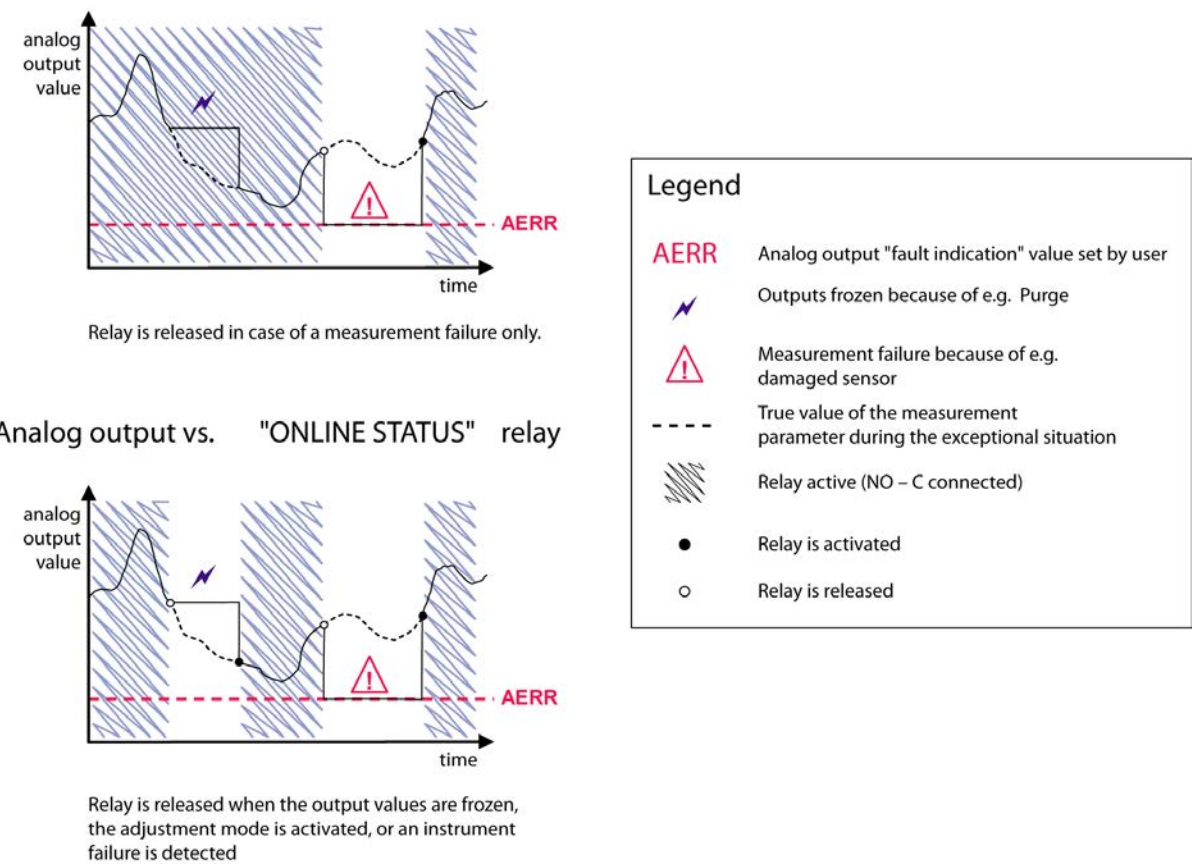 analog
output
value
AERR
time
Relay is released in case of a measurement failure only.
Analog output vs. "ONLINE STATUS" relay
analog
output
value
AERR
time
Relay is released when the output values are frozen,
the adjustment mode is activated, or an instrument
failure is detected
Legend
AERR Analog output "fault indication" value set by user
Outputs frozen because of e.g. Purge
Measurement failure because of e.g.
damaged sensor
True value of the measurement
parameter during the exceptional situation
Relay active (NO – C connected)
Relay is activated
Relay is released